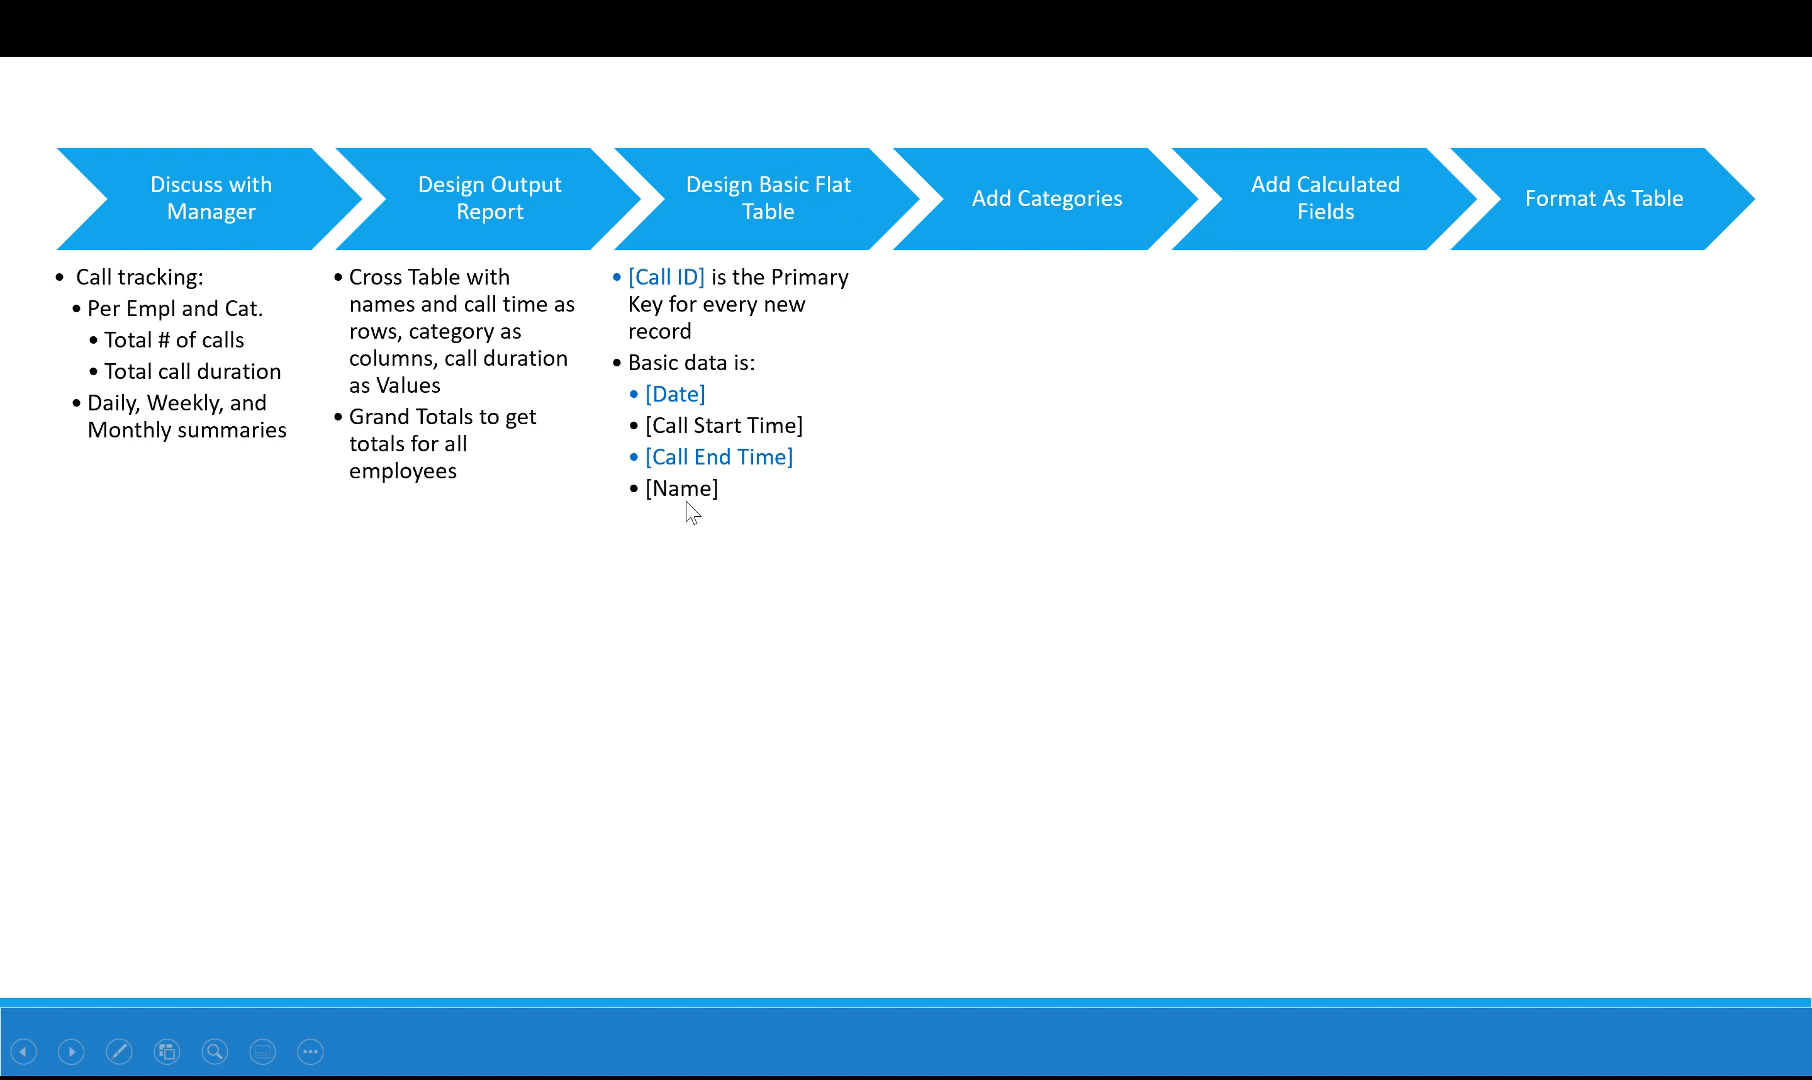 Discuss with
Manager
Design Output
Report
Design Basic Flat
Table
Add Categories
Add Calculated
Fields
Format As Table
• Call tracking:
• Per Empl and Cat.
• Total # of calls
• Total call duration
• Daily, Weekly, and
Monthly summaries
• Cross Table with
names and call time as
rows, category as
columns, call duration
as Values
• Grand Totals to get
totals for all
employees
• [Call ID] is the Primary
Key for every new
record
• Basic data is:
• [Date]
• [Call Start Time]
• [Call End Time]
• [Name]